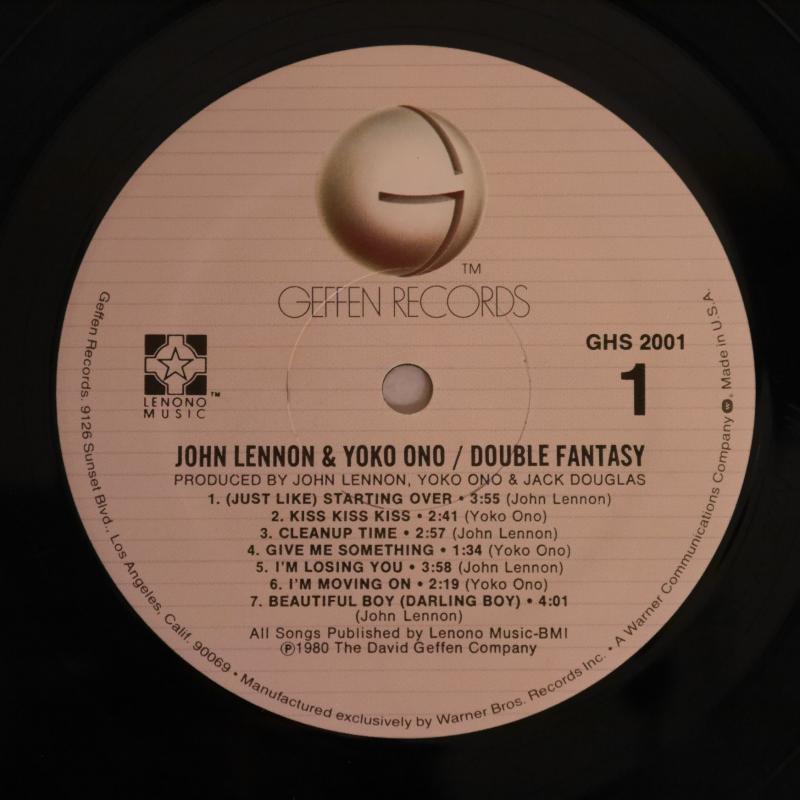 G
TM
GEFFEN RECORDS
GHS 2001
1
LENONO TM
MUSIC
JOHN LENNON & YOKO ONO / DOUBLE FANTASY
PRODUCED BY JOHN LENNON, YOKO ONO & JACK DOUGLAS
1. (JUST LIKE) STARTING OVER • 3:55 (John Lennon)
2. KISS KISS KISS • 2:41 (Yoko Ono)
3. CLEANUP TIME • 2:57 (John Lennon)
4. GIVE ME SOMETHING • 1:34 (Yoko Ono)
5. I'M LOSING YOU • 3:58 (John Lennon)
6. I'M MOVING ON • 2:19 (Yoko Ono)
7. BEAUTIFUL BOY (DARLING BOY) • 4:01
(John Lennon)
All Songs Published by Lenono Music-BMI
℗1980 The David Geffen Company
Geffen Records. 9126 Sunset Blvd., Los Angeles, Calif. 90069 • Manufactured exclusively by Warner Bros. Records Inc. • A Warner Communications Company. Made in U.S.A.